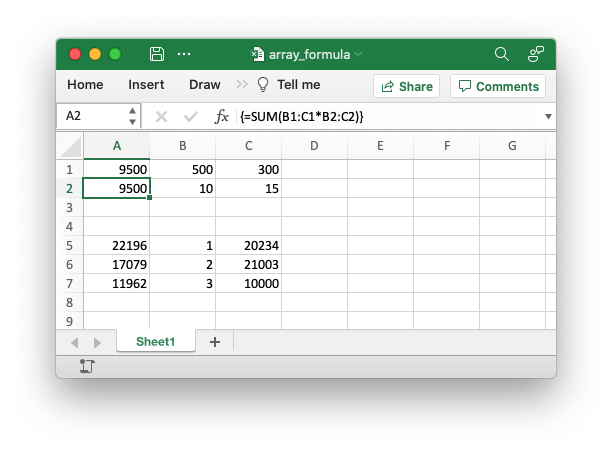 array_formula
Home Insert Draw Tell me Share Comments
A2 fx {=SUM(B1:C1*B2:C2)}
A B C D E F G
1 9500 500 300
2 9500 10 15
3
4
5 22196 1 20234
6 17079 2 21003
7 11962 3 10000
8
9
Sheet1 +